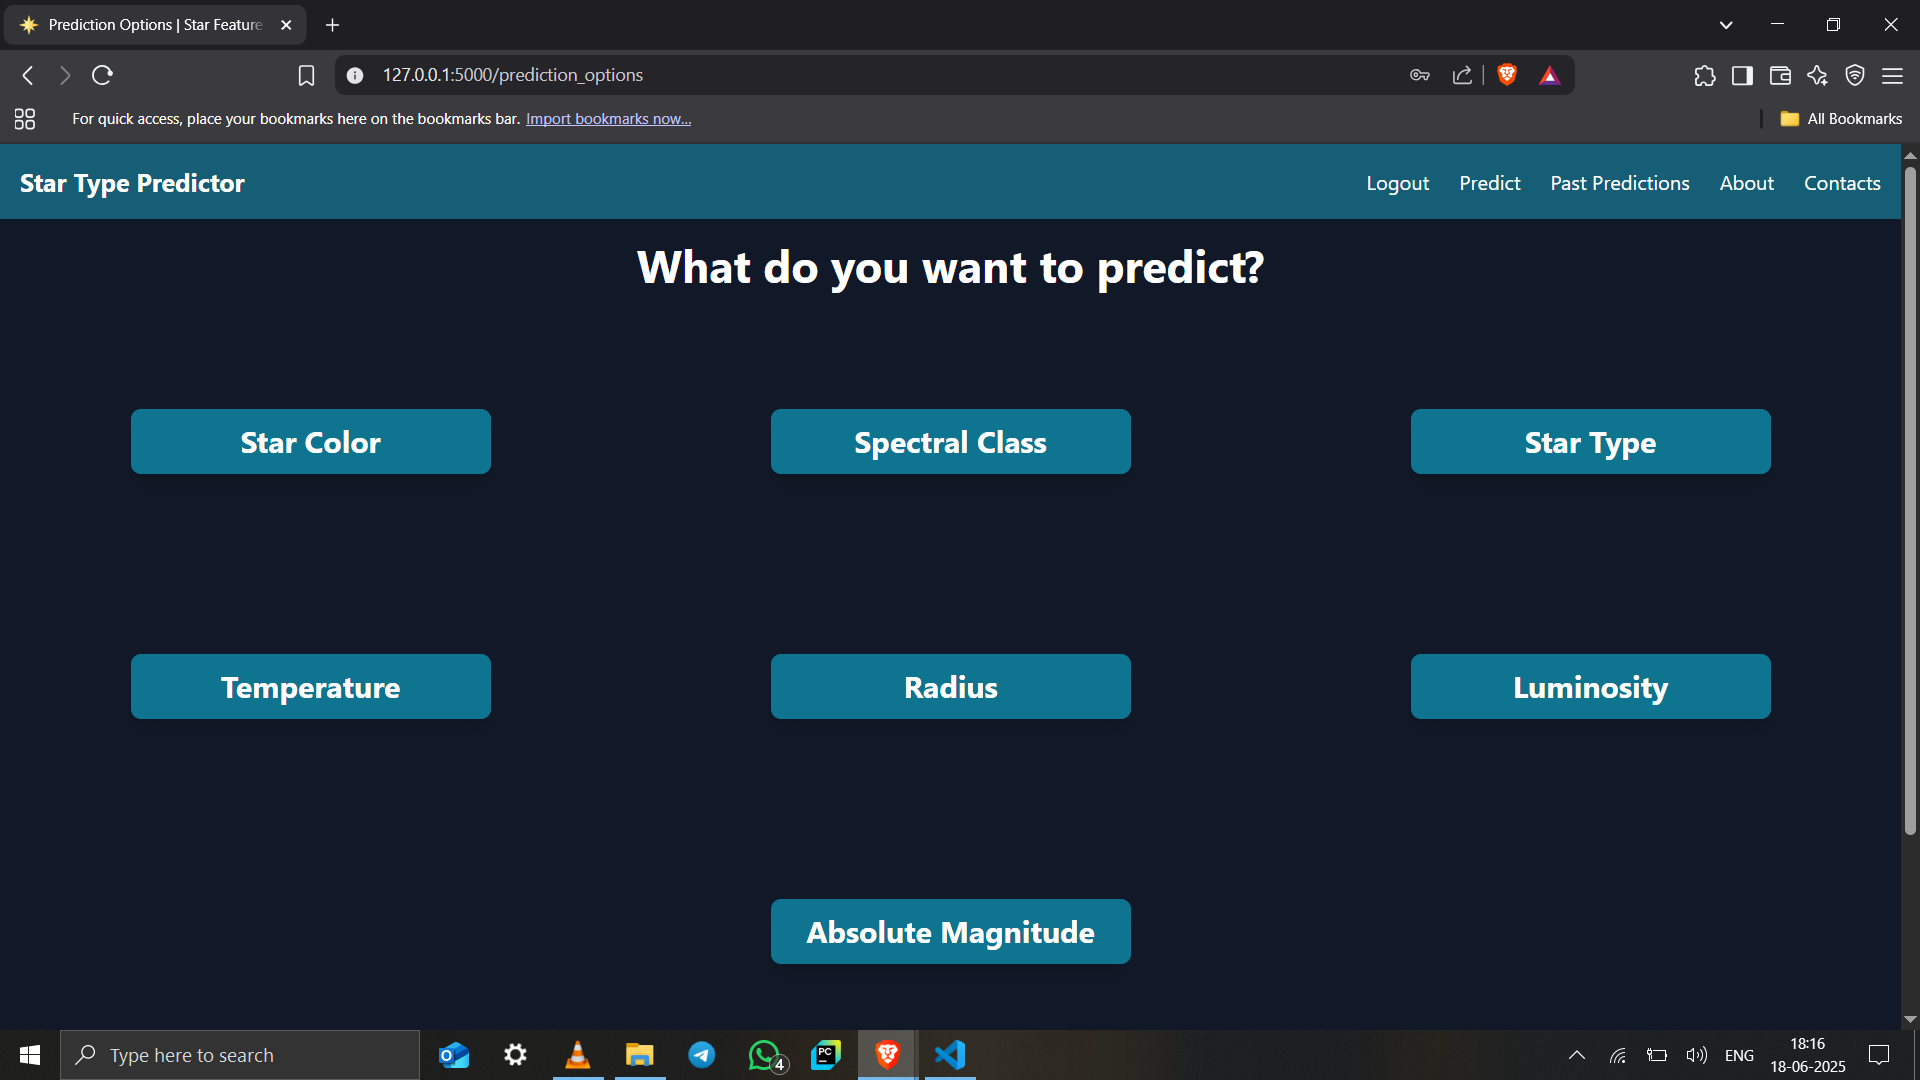 Prediction Options | Star Feature
127.0.0.1:5000/prediction_options
For quick access, place your bookmarks here on the bookmarks bar. Import bookmarks now...
All Bookmarks
Star Type Predictor
Logout
Predict
Past Predictions
About
Contacts
What do you want to predict?
Star Color
Spectral Class
Star Type
Temperature
Radius
Luminosity
Absolute Magnitude
Type here to search
O
4
PC
ENG
18:16
18-06-2025